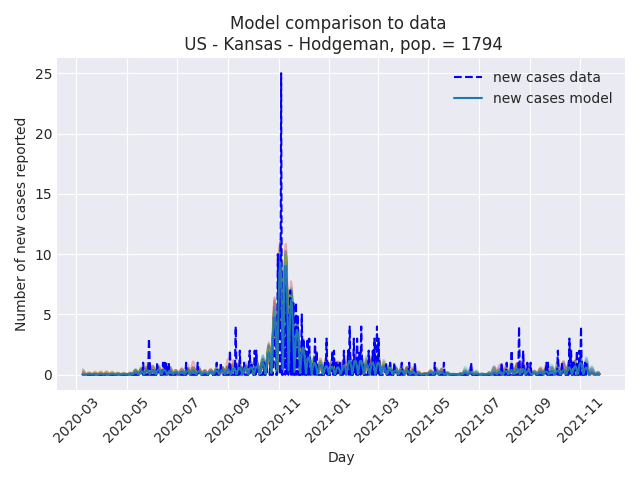 Model comparison to data
US - Kansas - Hodgeman, pop. = 1794
new cases data
new cases model
Number of new cases reported
25
20
15
10
5
0
2020-03
2020-05
2020-07
2020-09
2020-11
2021-01
2021-03
2021-05
2021-07
2021-09
2021-11
Day